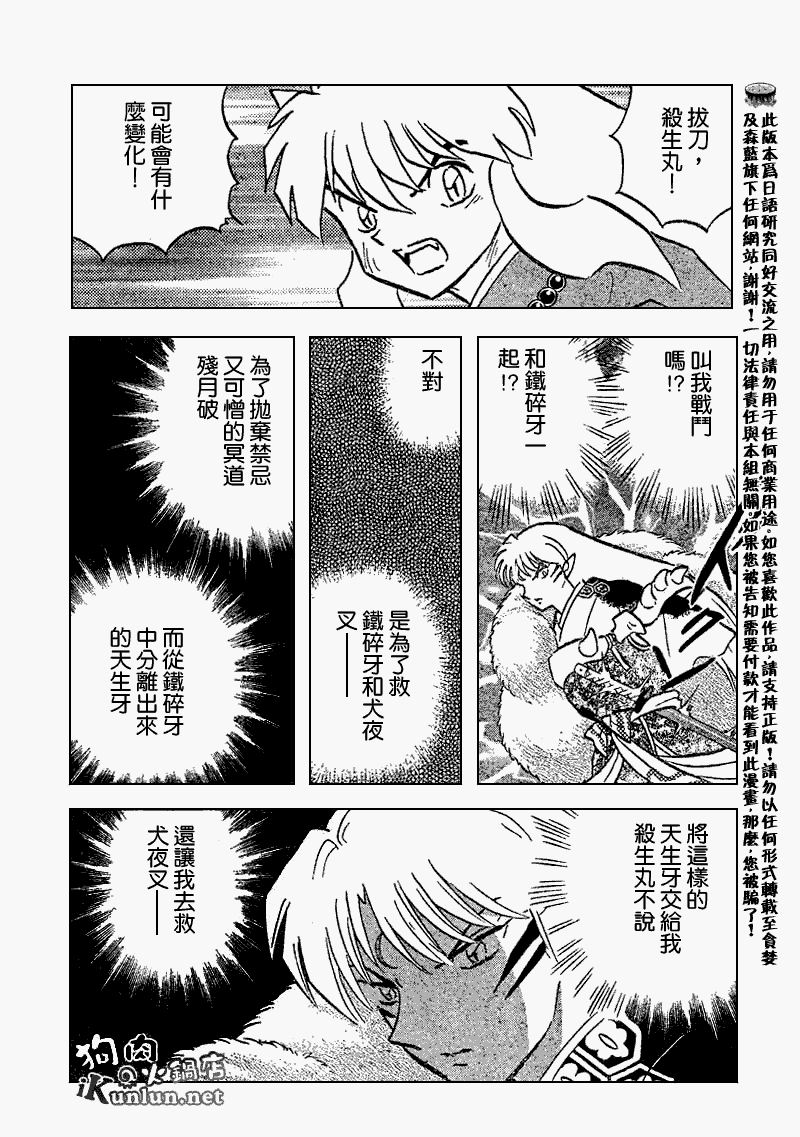 拔刀，
殺生丸！
可能會有什
麼變化！
叫我戰鬥
嗎！？
和鐵碎牙一
起！？
不對
是為了救
鐵碎牙和犬夜
叉——
為了拋棄禁忌
又可憎的冥道
殘月破
而從鐵碎牙
中分離出來
的天生牙
將這樣的
天生牙交給我
殺生丸不說
還讓我去救
犬夜叉——
此版本爲日語研究同好交流之用，請勿用于任何商業用途。如您喜歡此作品，請支持正版！請勿以任何形式轉載至貪婪
及森藍旗下任何網站，謝謝！一切法律責任與本組無關。如果您被告知需要付款才能看到此漫畫，那麼，您被騙了！
狗肉の火鍋店
iKunlun.net